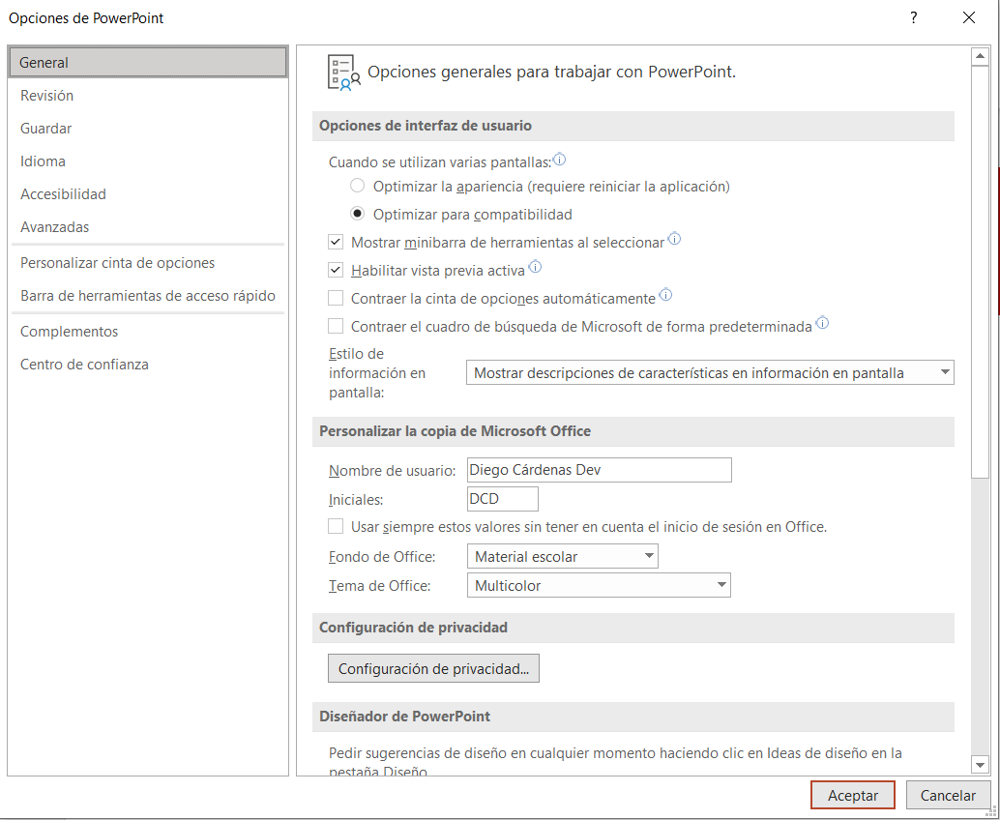 Opciones de PowerPoint
?
General
Revisión
Guardar
Idioma
Accesibilidad
Avanzadas
Personalizar cinta de opciones
Barra de herramientas de acceso rápido
Complementos
Centro de confianza
Opciones generales para trabajar con PowerPoint.
Opciones de interfaz de usuario
Cuando se utilizan varias pantallas:
Optimizar la apariencia (requiere reiniciar la aplicación)
Optimizar para compatibilidad
Mostrar minibarra de herramientas al seleccionar
Habilitar vista previa activa
Contraer la cinta de opciones automáticamente
Contraer el cuadro de búsqueda de Microsoft de forma predeterminada
Estilo de
información en
pantalla:
Mostrar descripciones de características en información en pantalla
Personalizar la copia de Microsoft Office
Nombre de usuario: Diego Cárdenas Dev
Iniciales: DCD
Usar siempre estos valores sin tener en cuenta el inicio de sesión en Office.
Fondo de Office: Material escolar
Tema de Office: Multicolor
Configuración de privacidad
Configuración de privacidad...
Diseñador de PowerPoint
Pedir sugerencias de diseño en cualquier momento haciendo clic en Ideas de diseño en la
pestaña Diseño.
Aceptar Cancelar